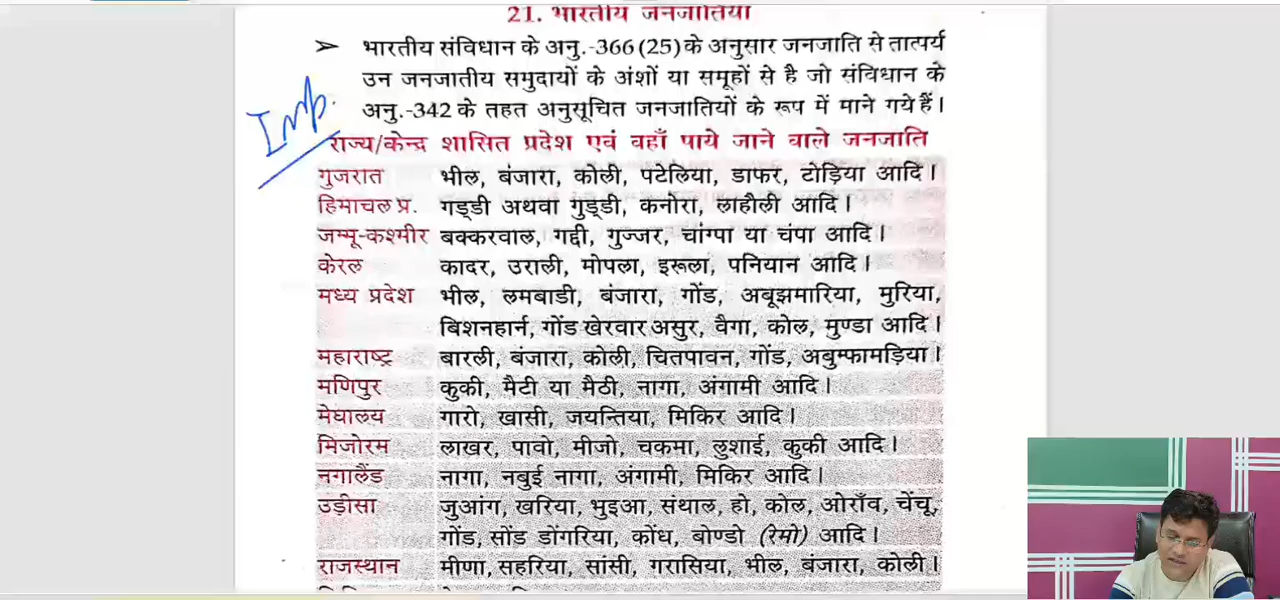 21. भारतीय जनजातियां
➢ भारतीय संविधान के अनु.-366 (25) के अनुसार जनजाति से तात्पर्य
उन जनजातीय समुदायों के अंशों या समूहों से है जो संविधान के
अनु.-342 के तहत अनुसूचित जनजातियों के रूप में माने गये हैं।
Imp.
राज्य/केन्द्र शासित प्रदेश एवं वहाँ पाये जाने वाले जनजाति
गुजरात भील, बंजारा, कोली, पटेलिया, डाफर, टोड़िया आदि।
हिमाचल प्र. गड्डी अथवा गुड्डी, कनोरा, लाहौली आदि।
जम्मू-कश्मीर बक्करवाल, गद्दी, गुज्जर, चांग्पा या चंपा आदि।
केरल कादर, उराली, मोपला, इरूला, पनियान आदि।
मध्य प्रदेश भील, लमबाडी, बंजारा, गोंड, अबूझमारिया, मुरिया,
बिशनहार्न, गोंड खेरवार असुर, वैगा, कोल, मुण्डा आदि।
महाराष्ट्र बारली, बंजारा, कोली, चितपावन, गोंड, अबुम्फामड़िया।
मणिपुर कुकी, मैटी या मैठी, नागा, अंगामी आदि।
मेघालय गारो, खासी, जयन्तिया, मिकिर आदि।
मिजोरम लाखर, पावो, मीजो, चकमा, लुशाई, कुकी आदि।
नगालैंड नागा, नबुई नागा, अंगामी, मिकिर आदि।
उड़ीसा जुआंग, खरिया, भुइआ, संथाल, हो, कोल, ओराँव, चेंचू,
गोंड, सोंड डोंगरिया, कोंध, बोण्डो (रेमो) आदि।
राजस्थान मीणा, सहरिया, सांसी, गरासिया, भील, बंजारा, कोली।